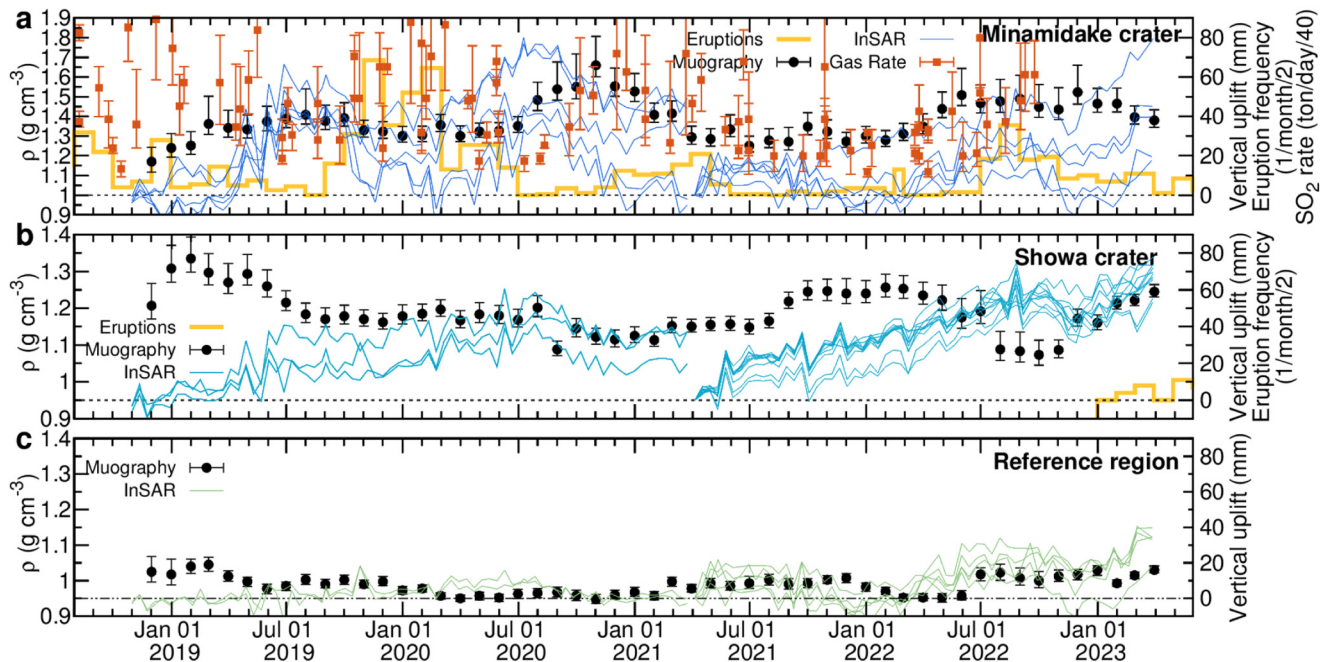 a
1.9
1.8
1.7
1.6
1.5
1.4
1.3
1.2
1.1
1
0.9
ρ (g cm⁻³)
Minamidake crater
Eruptions
InSAR
Muography
Gas Rate
80
60
40
20
0
Vertical uplift (mm)
Eruption frequency
(1/month/2)
SO₂ rate (ton/day/40)
b
1.4
1.3
1.2
1.1
1
0.9
ρ (g cm⁻³)
Showa crater
Eruptions
Muography
InSAR
80
60
40
20
0
Vertical uplift (mm)
Eruption frequency
(1/month/2)
c
1.4
1.3
1.2
1.1
1
0.9
ρ (g cm⁻³)
Reference region
Muography
InSAR
80
60
40
20
0
Vertical uplift (mm)
Jan 01 Jul 01 Jan 01 Jul 01 Jan 01 Jul 01 Jan 01 Jul 01 Jan 01
2019 2019 2020 2020 2021 2021 2022 2022 2023